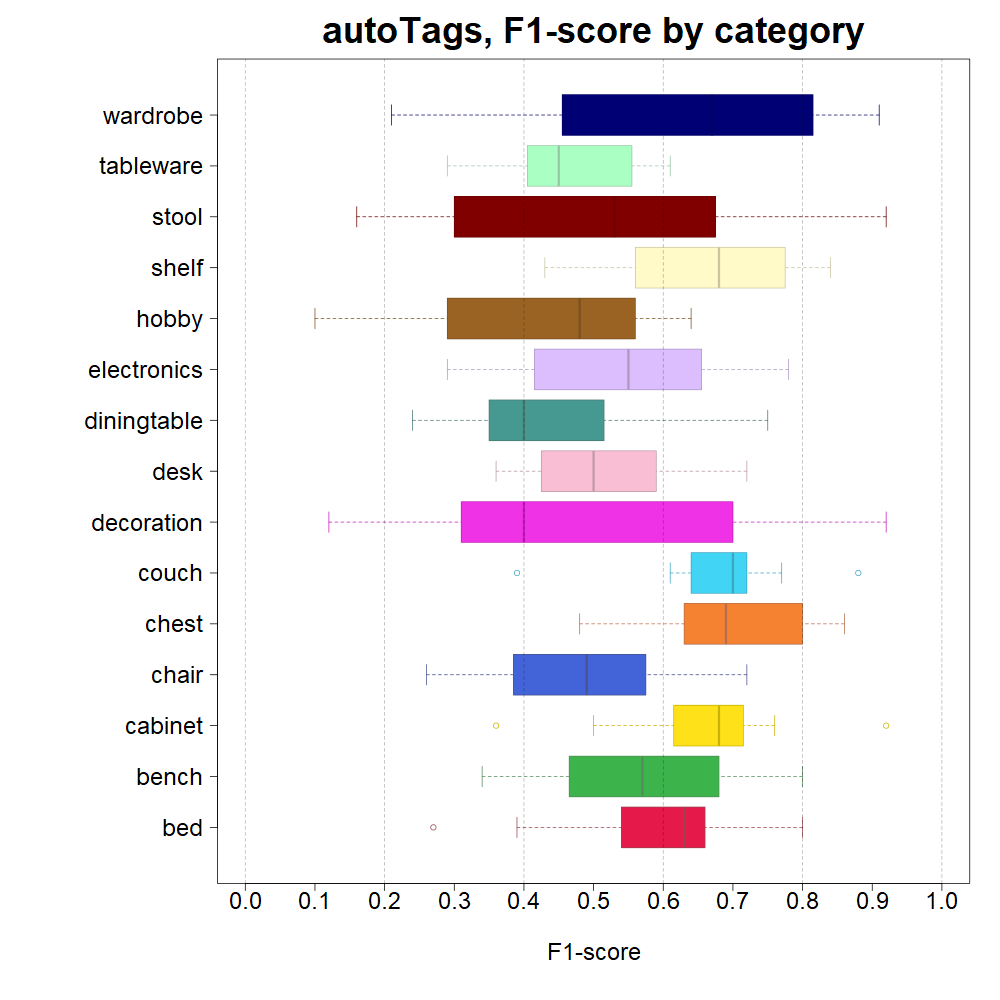 autoTags, F1-score by category
wardrobe
tableware
stool
shelf
hobby
electronics
diningtable
desk
decoration
couch
chest
chair
cabinet
bench
bed
0.0 0.1 0.2 0.3 0.4 0.5 0.6 0.7 0.8 0.9 1.0
F1-score